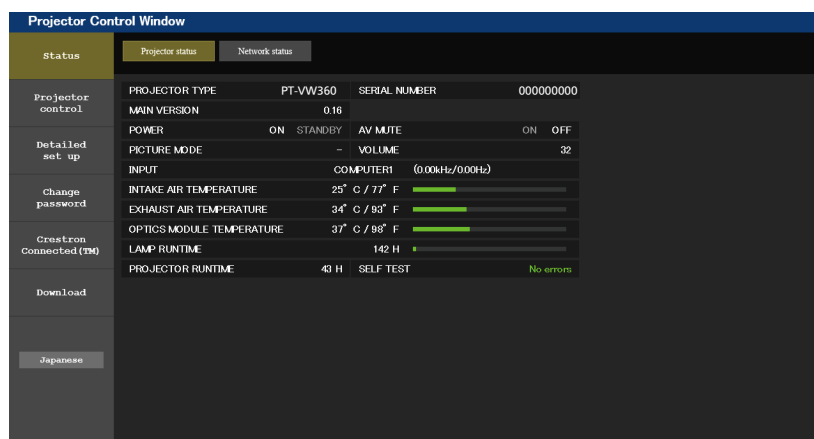 Projector Control Window
Status
Projector status
Network status
Projector
control
Detailed
set up
Change
password
Crestron
Connected(TM)
Download
Japanese
PROJECTOR TYPE PT-VW360 SERIAL NUMBER 000000000
MAIN VERSION 0.16
POWER ON STANDBY AV MUTE ON OFF
PICTURE MODE – VOLUME 32
INPUT COMPUTER1 (0.00kHz/0.00Hz)
INTAKE AIR TEMPERATURE 25° C / 77° F
EXHAUST AIR TEMPERATURE 34° C / 93° F
OPTICS MODULE TEMPERATURE 37° C / 98° F
LAMP RUNTIME 142 H
PROJECTOR RUNTIME 43 H SELF TEST No errors